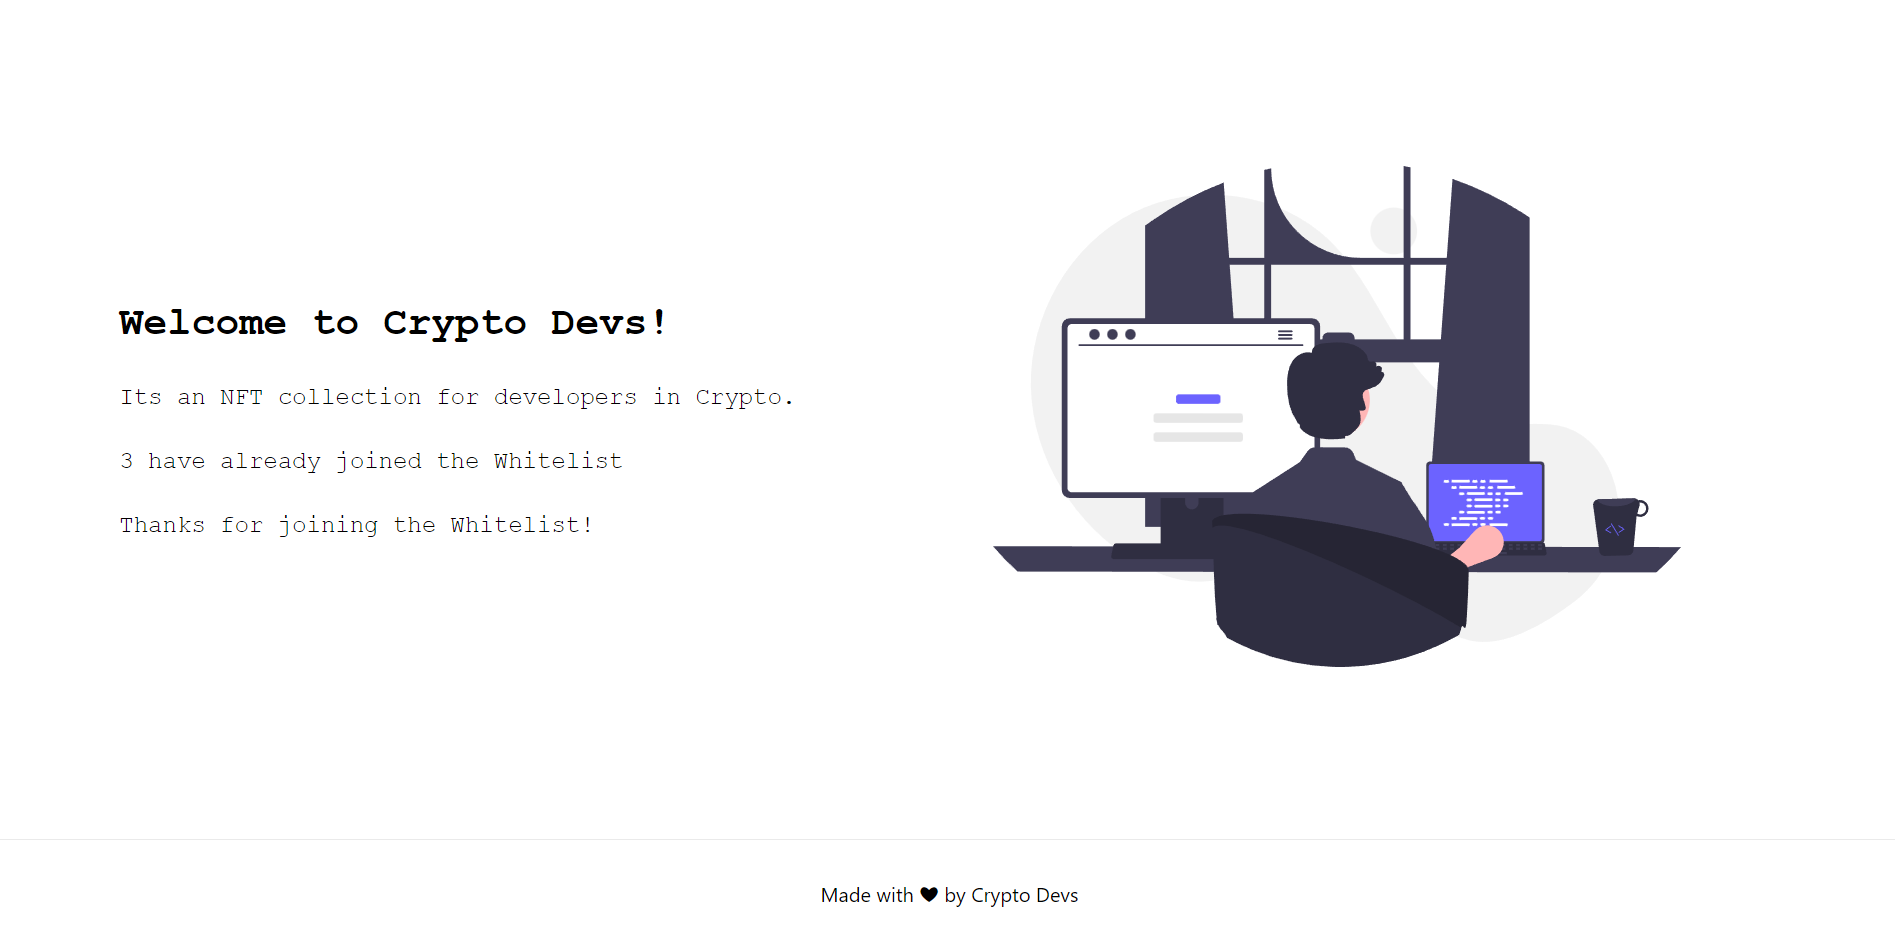 Welcome to Crypto Devs!
Its an NFT collection for developers in Crypto.
3 have already joined the Whitelist
Thanks for joining the Whitelist!
</>
Made with ❤ by Crypto Devs